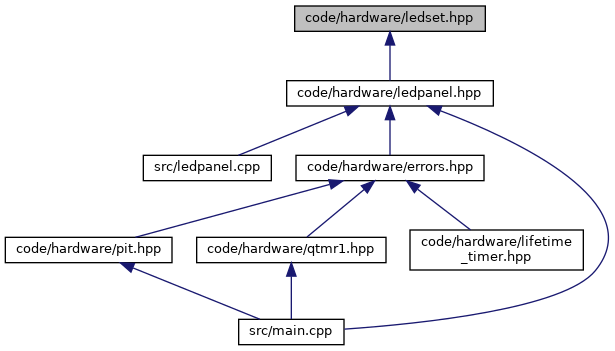 code/hardware/ledset.hpp
code/hardware/ledpanel.hpp
src/ledpanel.cpp
code/hardware/errors.hpp
code/hardware/pit.hpp
code/hardware/qtmr1.hpp
code/hardware/lifetime
_timer.hpp
src/main.cpp